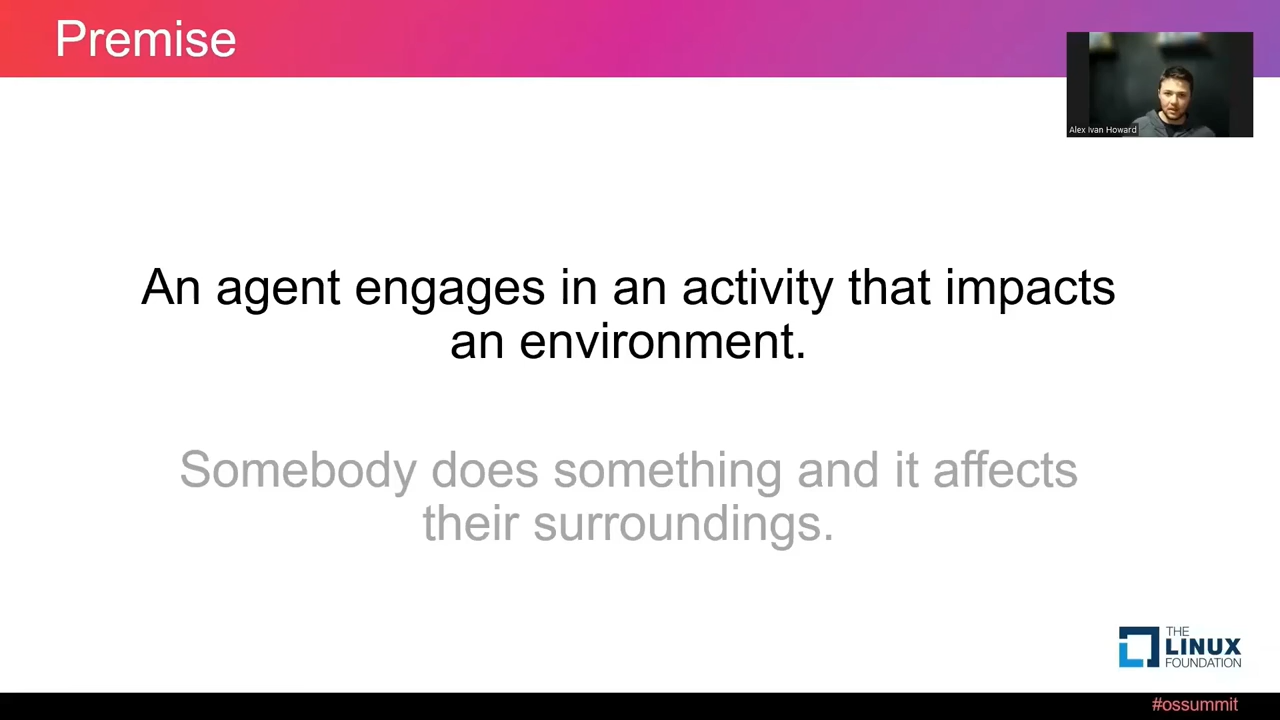 Premise
Alex Ivan Howard
An agent engages in an activity that impacts
an environment.
Somebody does something and it affects
their surroundings.
THE
LINUX
FOUNDATION
#ossummit